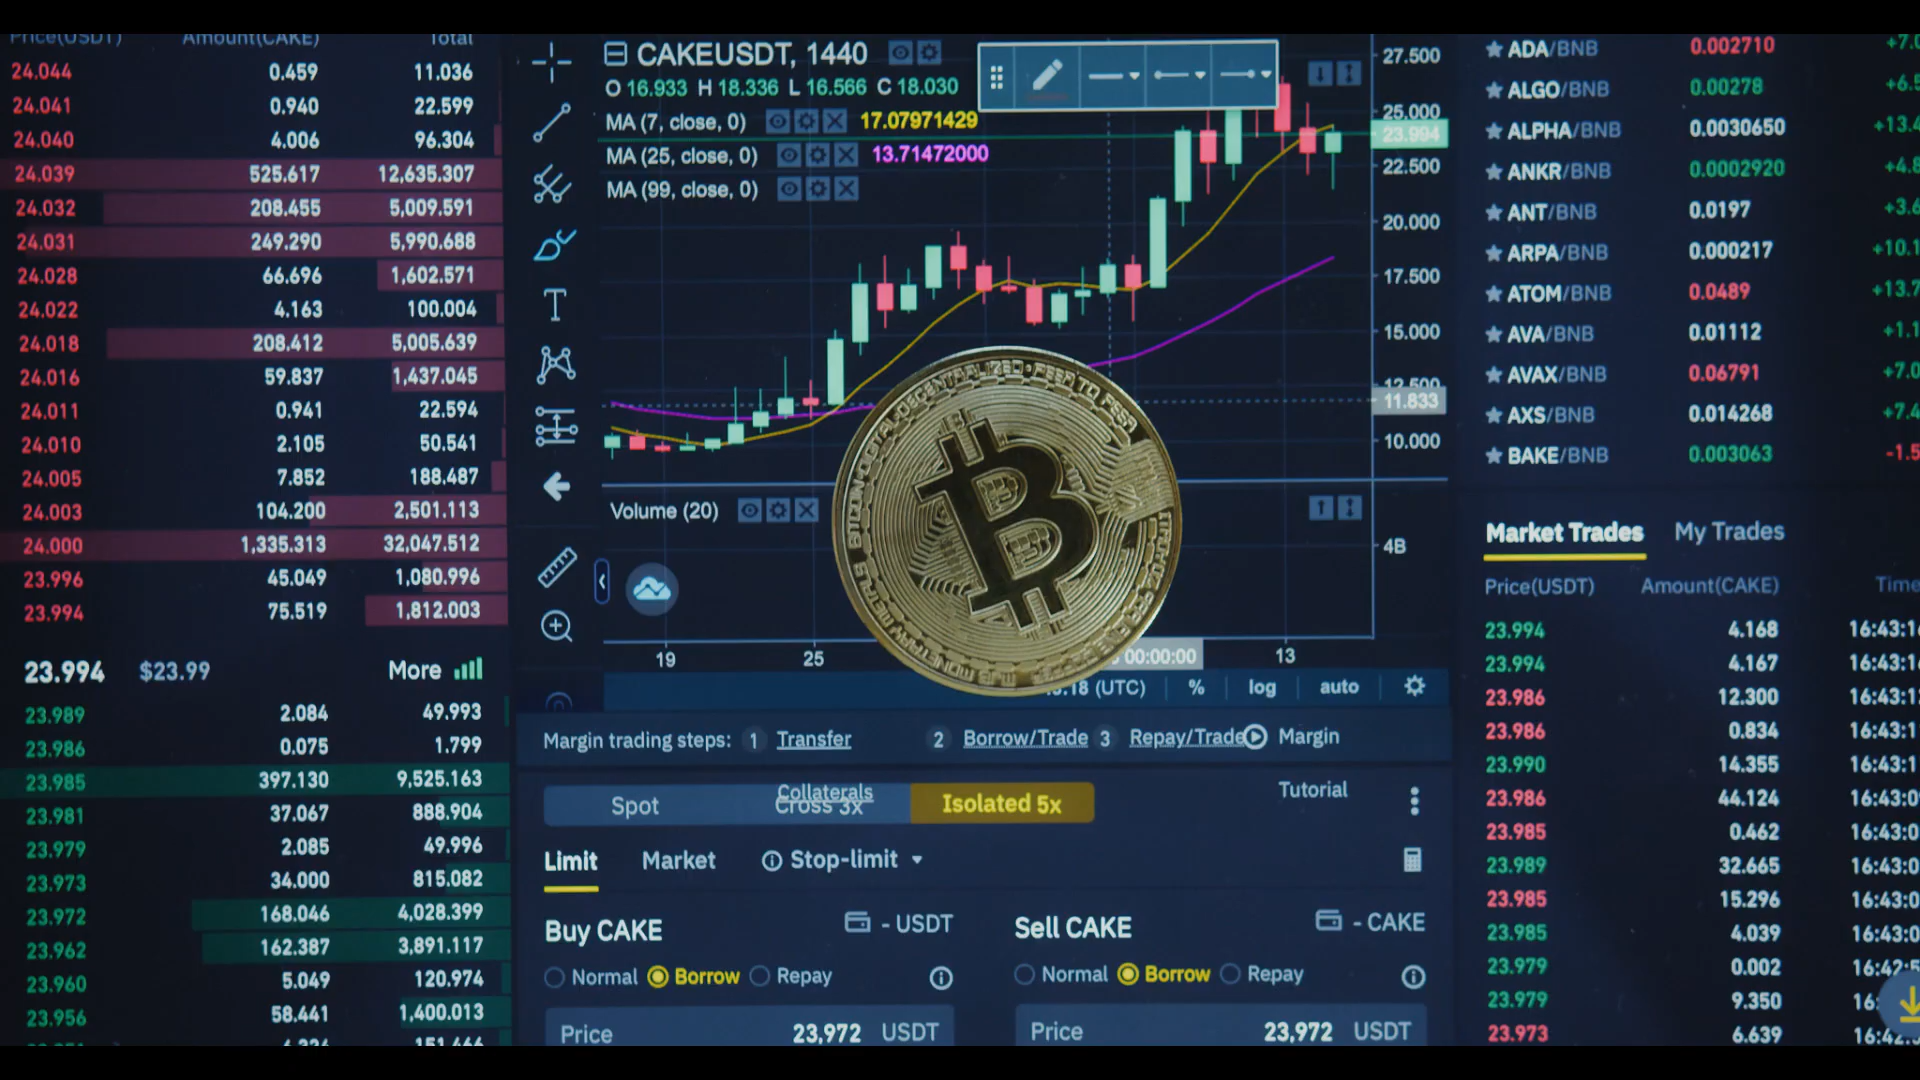 Price(USDT) Amount(CAKE) Total
24.044 0.459 11.036
24.041 0.940 22.599
24.040 4.006 96.304
24.039 525.617 12,635.307
24.032 208.455 5,009.591
24.031 249.290 5,990.688
24.028 66.696 1,602.571
24.022 4.163 100.004
24.018 208.412 5,005.639
24.016 59.837 1,437.045
24.011 0.941 22.594
24.010 2.105 50.541
24.005 7.852 188.487
24.003 104.200 2,501.113
24.000 1,335.313 32,047.512
23.996 45.049 1,080.996
23.994 75.519 1,812.003
23.994 $23.99 More
23.989 2.084 49.993
23.986 0.075 1.799
23.985 397.130 9,525.163
23.981 37.067 888.904
23.979 2.085 49.996
23.973 34.000 815.082
23.972 168.046 4,028.399
23.962 162.387 3,891.117
23.960 5.049 120.974
23.956 58.441 1,400.013
CAKEUSDT, 1440
O 16.933 H 18.336 L 16.566 C 18.030
MA (7, close, 0) 17.07971429
MA (25, close, 0) 13.71472000
MA (99, close, 0)
27.500
25.000
23.994
22.500
20.000
17.500
15.000
12.500
11.833
10.000
Volume (20)
4B
19 25 00:00:00 13
(UTC) % log auto
DECENTRALIZED PEER TO PEER
BITCOIN
DIGITAL
B
Margin trading steps: 1 Transfer 2 Borrow/Trade 3 Repay/Trade Margin
Collaterals Tutorial
Spot Cross 3x Isolated 5x
Limit Market Stop-limit
Buy CAKE - USDT
Normal Borrow Repay
Price 23,972 USDT
Sell CAKE - CAKE
Normal Borrow Repay
Price 23,972 USDT
ADA/BNB 0.002710
ALGO/BNB 0.00278
ALPHA/BNB 0.0030650
ANKR/BNB 0.0002920
ANT/BNB 0.0197
ARPA/BNB 0.000217
ATOM/BNB 0.0489
AVA/BNB 0.01112
AVAX/BNB 0.06791
AXS/BNB 0.014268
BAKE/BNB 0.003063
Market Trades My Trades
Price(USDT) Amount(CAKE) Time
23.994 4.168
23.994 4.167
23.986 12.300
23.986 0.834
23.990 14.355
23.986 44.124
23.985 0.462
23.989 32.665
23.985 15.296
23.985 4.039
23.979 0.002
23.979 9.350
23.973 6.639